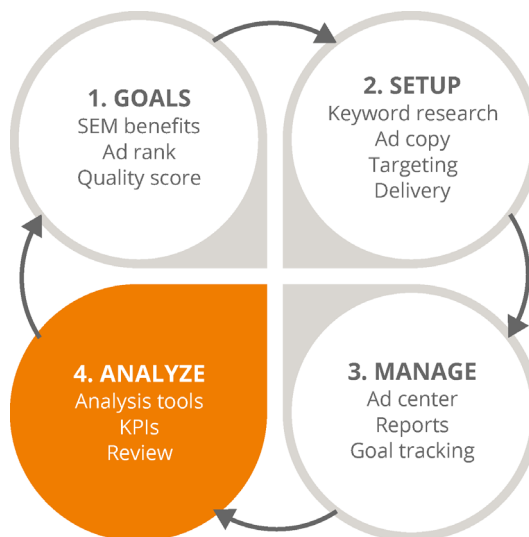 1. GOALS
SEM benefits
Ad rank
Quality score
2. SETUP
Keyword research
Ad copy
Targeting
Delivery
3. MANAGE
Ad center
Reports
Goal tracking
4. ANALYZE
Analysis tools
KPIs
Review